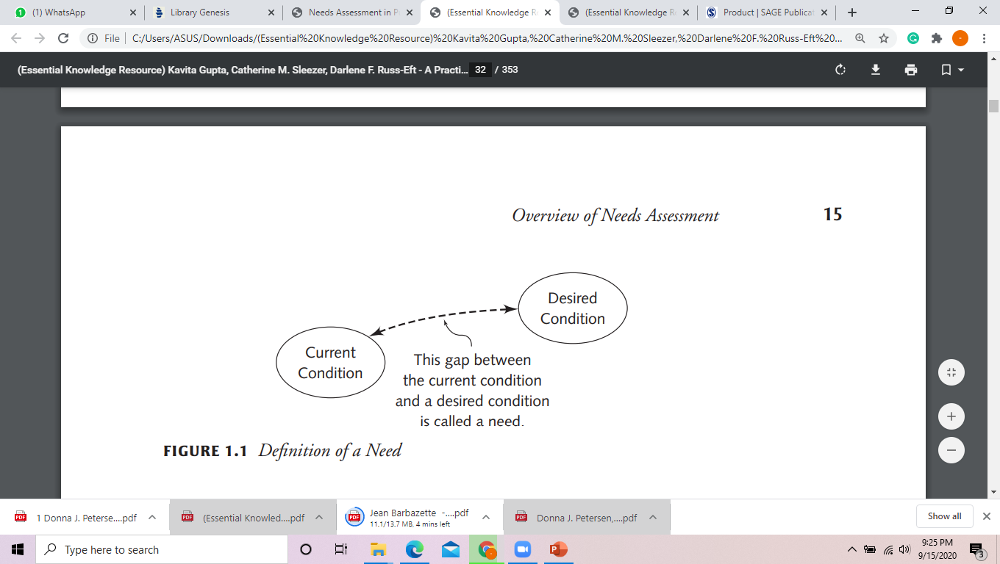 (1) WhatsApp
Library Genesis
Needs Assessment in P
(Essential Knowledge R
(Essential Knowledge R
Product | SAGE Publicat
File
C:/Users/ASUS/Downloads/(Essential%20Knowledge%20Resource)%20Kavita%20Gupta,%20Catherine%20M.%20Sleezer,%20Darlene%20F.%20Russ-Eft%20...
(Essential Knowledge Resource) Kavita Gupta, Catherine M. Sleezer, Darlene F. Russ-Eft - A Practi... 32 / 353
Overview of Needs Assessment 15
Desired
Condition
Current
Condition
This gap between
the current condition
and a desired condition
is called a need.
FIGURE 1.1 Definition of a Need
1 Donna J. Peterse....pdf
(Essential Knowled....pdf
Jean Barbazette -....pdf
11.1/13.7 MB, 4 mins left
Donna J. Petersen,....pdf
Show all
Type here to search
9:25 PM
9/15/2020
3